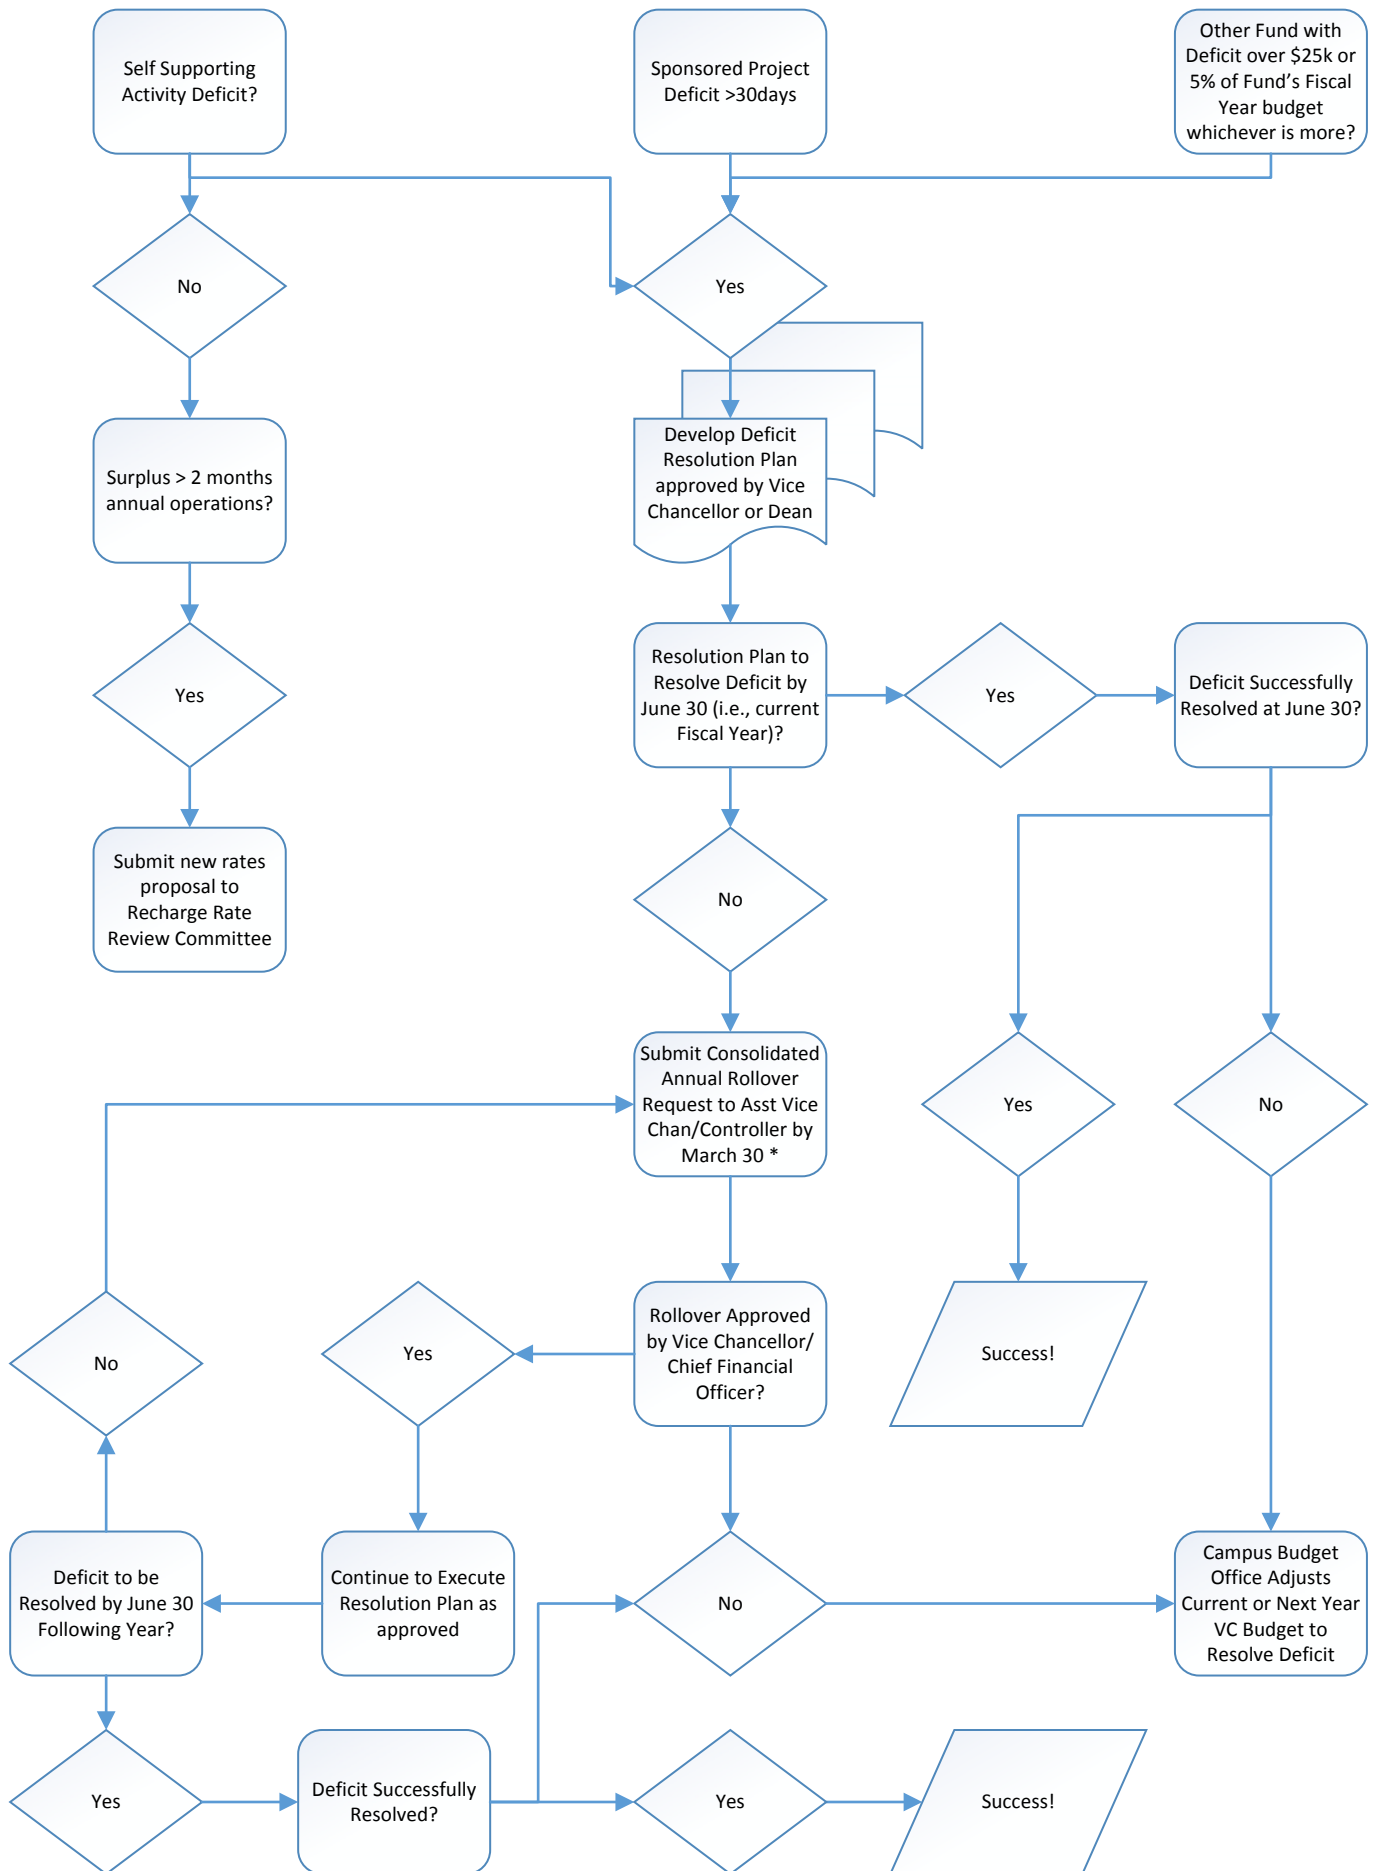 Self Supporting
Activity Deficit?
Sponsored Project
Deficit >30days
Other Fund with
Deficit over $25k or
5% of Fund's Fiscal
Year budget
whichever is more?
No
Yes
Surplus > 2 months
annual operations?
Develop Deficit
Resolution Plan
approved by Vice
Chancellor or Dean
Yes
Resolution Plan to
Resolve Deficit by
June 30 (i.e., current
Fiscal Year)?
Yes
Deficit Successfully
Resolved at June 30?
Submit new rates
proposal to
Recharge Rate
Review Committee
No
Submit Consolidated
Annual Rollover
Request to Asst Vice
Chan/Controller by
March 30 *
Yes
No
No
Yes
Rollover Approved
by Vice Chancellor/
Chief Financial
Officer?
Success!
Deficit to be
Resolved by June 30
Following Year?
Continue to Execute
Resolution Plan as
approved
No
Campus Budget
Office Adjusts
Current or Next Year
VC Budget to
Resolve Deficit
Yes
Deficit Successfully
Resolved?
Yes
Success!